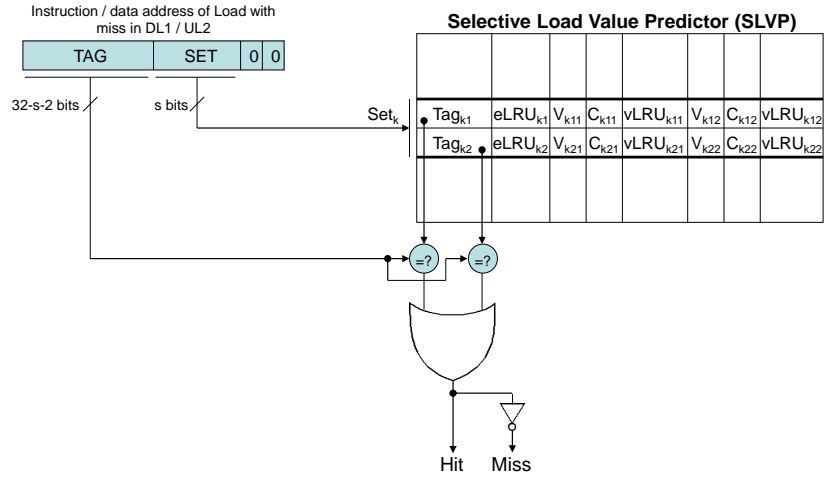 Instruction / data address of Load with
miss in DL1 / UL2
Selective Load Value Predictor (SLVP)
TAG SET 0 0
32-s-2 bits s bits
Set_k Tag_k1 eLRU_k1 V_k11 C_k11 vLRU_k11 V_k12 C_k12 vLRU_k12
Tag_k2 eLRU_k2 V_k21 C_k21 vLRU_k21 V_k22 C_k22 vLRU_k22
=? =?
Hit Miss